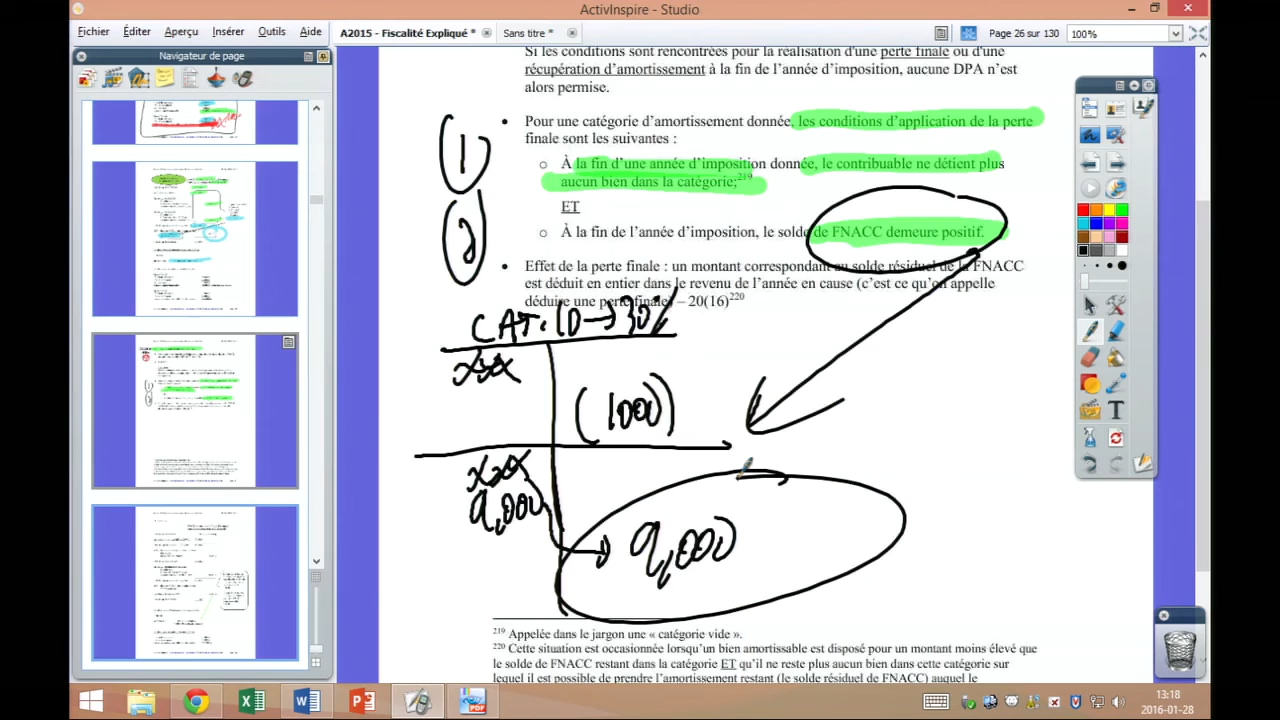 ActivInspire - Studio
Fichier Éditer Aperçu Insérer Outils Aide
A2015 - Fiscalité Expliqué *
Sans titre *
Page 26 sur 130
100%
Navigateur de page
Si les conditions sont rencontrées pour la réalisation d'une perte finale ou d'une
récupération d'amortissement à la fin de l'année d'imposition, aucune DPA n'est
alors permise.
(1)
• Pour une catégorie d'amortissement donnée, les conditions d'application de la perte
finale sont les suivantes :
o À la fin d'une année d'imposition donnée, le contribuable ne détient plus
aucun bien dans la catégorie;219
ET
(2)
o À la fin de l'année d'imposition, le solde de FNACC demeure positif.
• Effet de la perte finale : un montant correspondant au solde résiduel de la FNACC
est déduit en entier dans le revenu de l'année en cause (c'est ce qu'on appelle
déduire une perte finale) – 20(16)220
CAT. 10 → 30%
xxx
(1000)
xxx
9,000
9,000
219 Appelée dans le jargon une « catégorie vide ».
220 Cette situation est occasionnée lorsqu'un bien amortissable est disposé pour un montant moins élevé que
le solde de FNACC restant dans la catégorie ET qu'il ne reste plus aucun bien dans cette catégorie sur
lequel il est possible de prendre l'amortissement restant (le solde résiduel de FNACC) auquel le
13:18
2016-01-28